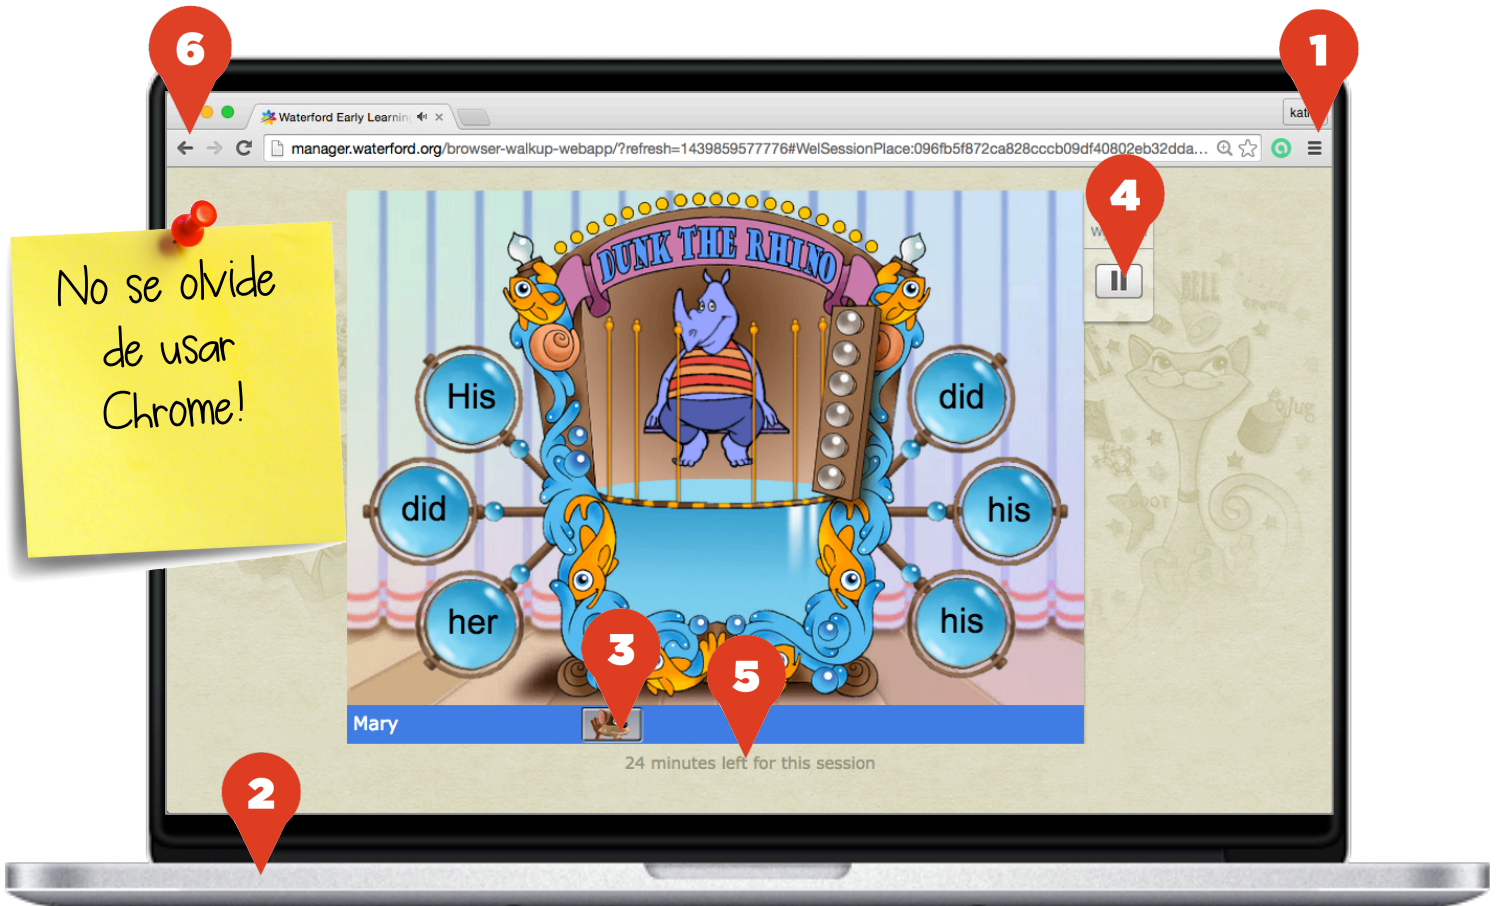 6
1
Waterford Early Learnin
manager.waterford.org/browser-walkup-webapp/?refresh=1439859577776#WelSessionPlace:096fb5f872ca828cccb09df40802eb32dda...
4
No se olvide
de usar
Chrome!
DUNK THE RHINO
His
did
did
his
her
his
3
5
Mary
24 minutes left for this session
2